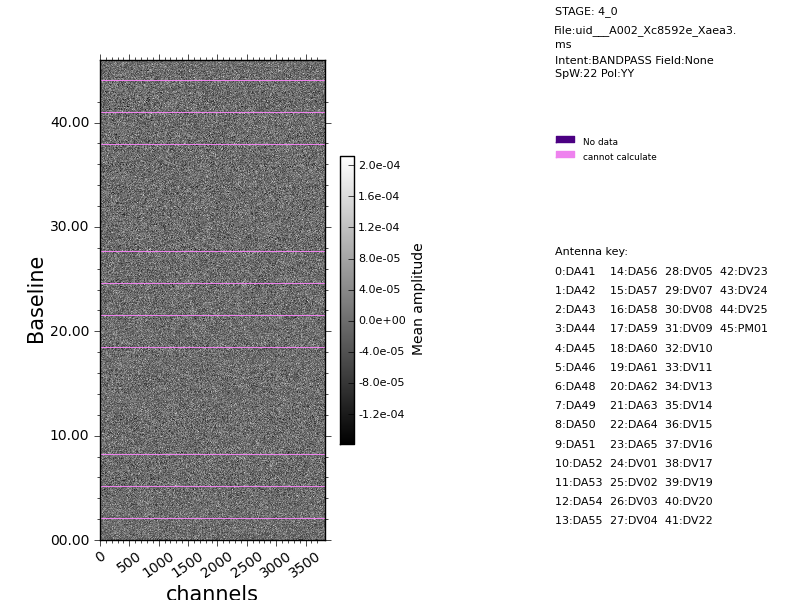 STAGE: 4_0
File:uid___A002_Xc8592e_Xaea3.
ms
Intent:BANDPASS Field:None
SpW:22 Pol:YY
No data
cannot calculate
Antenna key:
0:DA41 14:DA56 28:DV05 42:DV23
1:DA42 15:DA57 29:DV07 43:DV24
2:DA43 16:DA58 30:DV08 44:DV25
3:DA44 17:DA59 31:DV09 45:PM01
4:DA45 18:DA60 32:DV10
5:DA46 19:DA61 33:DV11
6:DA48 20:DA62 34:DV13
7:DA49 21:DA63 35:DV14
8:DA50 22:DA64 36:DV15
9:DA51 23:DA65 37:DV16
10:DA52 24:DV01 38:DV17
11:DA53 25:DV02 39:DV19
12:DA54 26:DV03 40:DV20
13:DA55 27:DV04 41:DV22
Baseline
40.00
30.00
20.00
10.00
00.00
0 500 1000 1500 2000 2500 3000 3500
channels
2.0e-04
1.6e-04
1.2e-04
8.0e-05
4.0e-05
0.0e+00
-4.0e-05
-8.0e-05
-1.2e-04
Mean amplitude